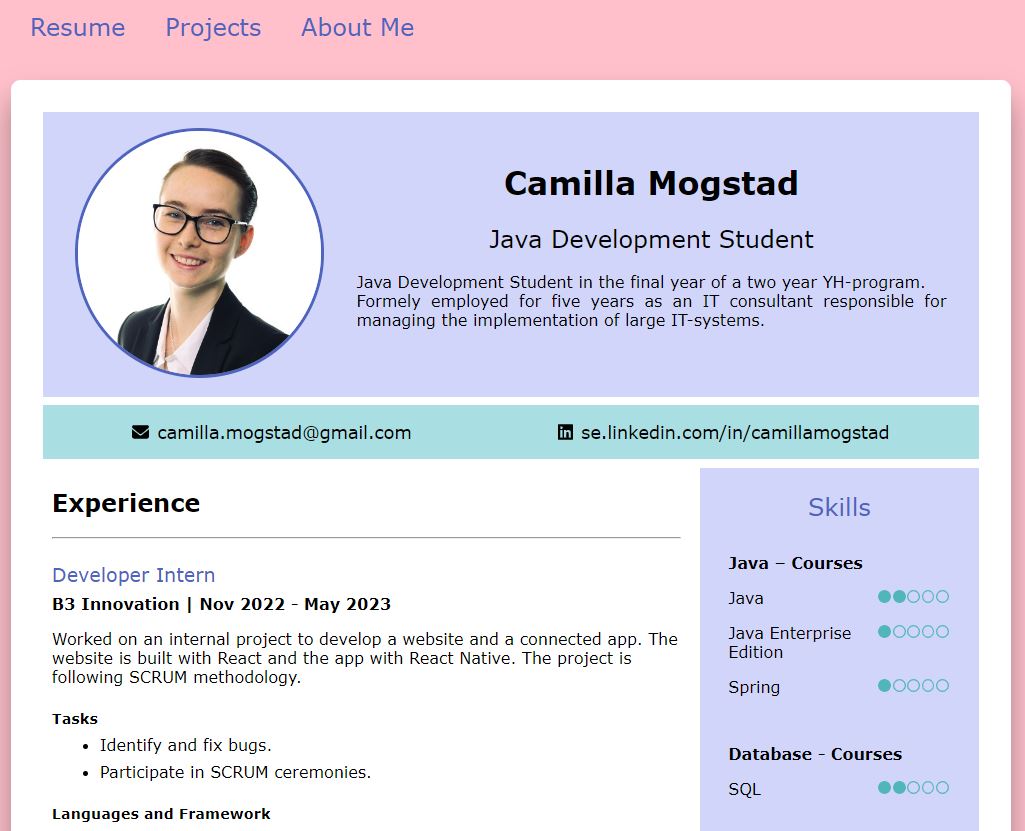 Resume Projects About Me
Camilla Mogstad
Java Development Student
Java Development Student in the final year of a two year YH-program.
Formely employed for five years as an IT consultant responsible for
managing the implementation of large IT-systems.
camilla.mogstad@gmail.com se.linkedin.com/in/camillamogstad
Experience
Developer Intern
B3 Innovation | Nov 2022 - May 2023
Worked on an internal project to develop a website and a connected app. The
website is built with React and the app with React Native. The project is
following SCRUM methodology.
Tasks
Identify and fix bugs.
Participate in SCRUM ceremonies.
Languages and Framework
Skills
Java – Courses
Java
Java Enterprise
Edition
Spring
Database - Courses
SQL